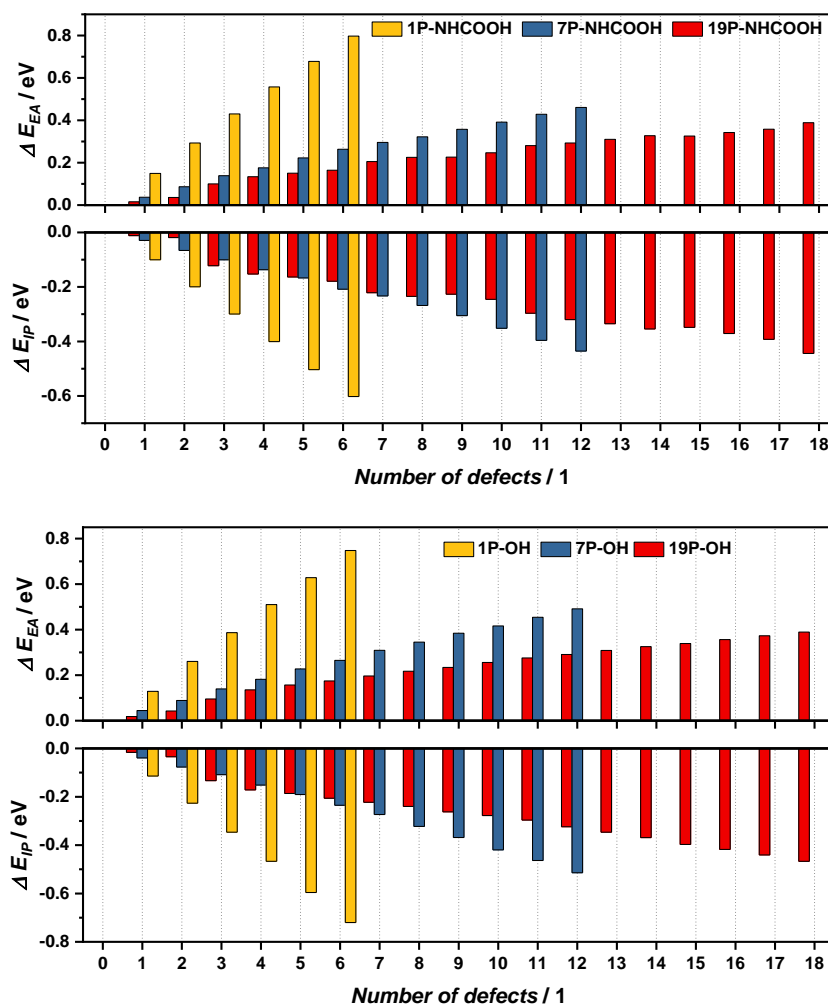 1P-NHCOOH 7P-NHCOOH 19P-NHCOOH
0.8
0.6
0.4
0.2
0.0
Δ E_EA / eV
0.0
-0.2
-0.4
-0.6
Δ E_IP / eV
0 1 2 3 4 5 6 7 8 9 10 11 12 13 14 15 16 17 18
Number of defects / 1
1P-OH 7P-OH 19P-OH
0.8
0.6
0.4
0.2
0.0
Δ E_EA / eV
0.0
-0.2
-0.4
-0.6
-0.8
Δ E_IP / eV
0 1 2 3 4 5 6 7 8 9 10 11 12 13 14 15 16 17 18
Number of defects / 1